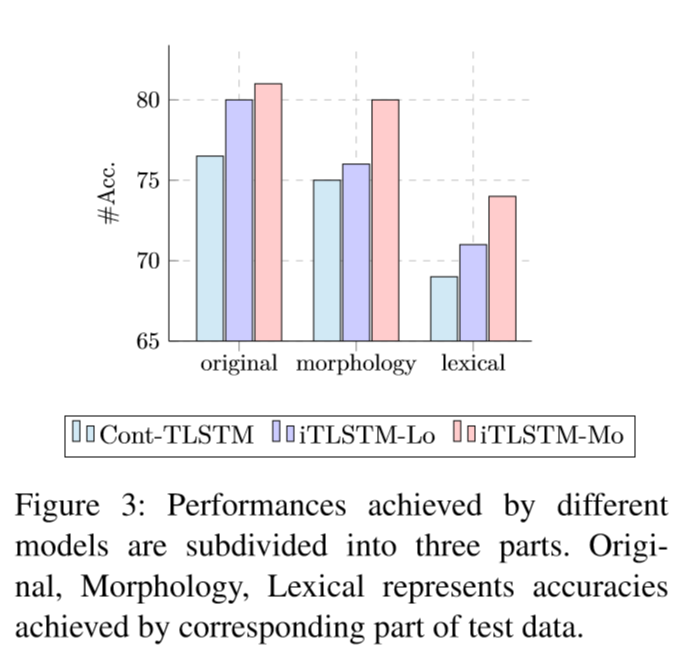 80
75
70
65
#Acc.
original morphology lexical
Cont-TLSTM iTLSTM-Lo iTLSTM-Mo
Figure 3: Performances achieved by different
models are subdivided into three parts. Origi-
nal, Morphology, Lexical represents accuracies
achieved by corresponding part of test data.